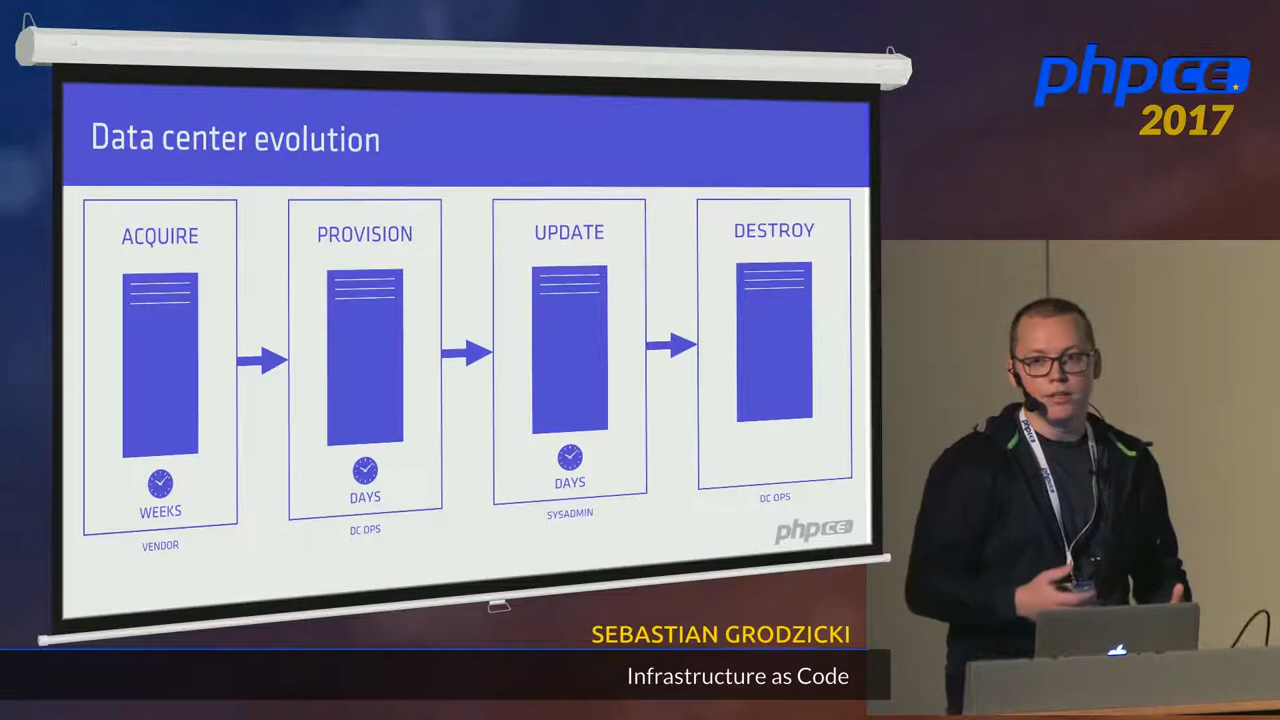 phpCE
2017
Data center evolution
ACQUIRE
WEEKS
VENDOR
PROVISION
DAYS
DC OPS
UPDATE
DAYS
SYSADMIN
DESTROY
DC OPS
phpCE
SEBASTIAN GRODZICKI
Infrastructure as Code